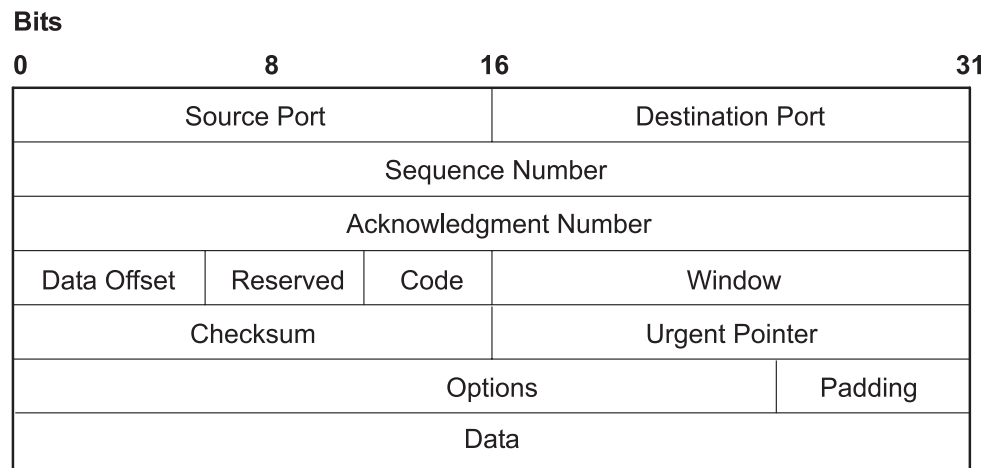 Bits
0 8 16 31
Source Port Destination Port
Sequence Number
Acknowledgment Number
Data Offset Reserved Code Window
Checksum Urgent Pointer
Options Padding
Data